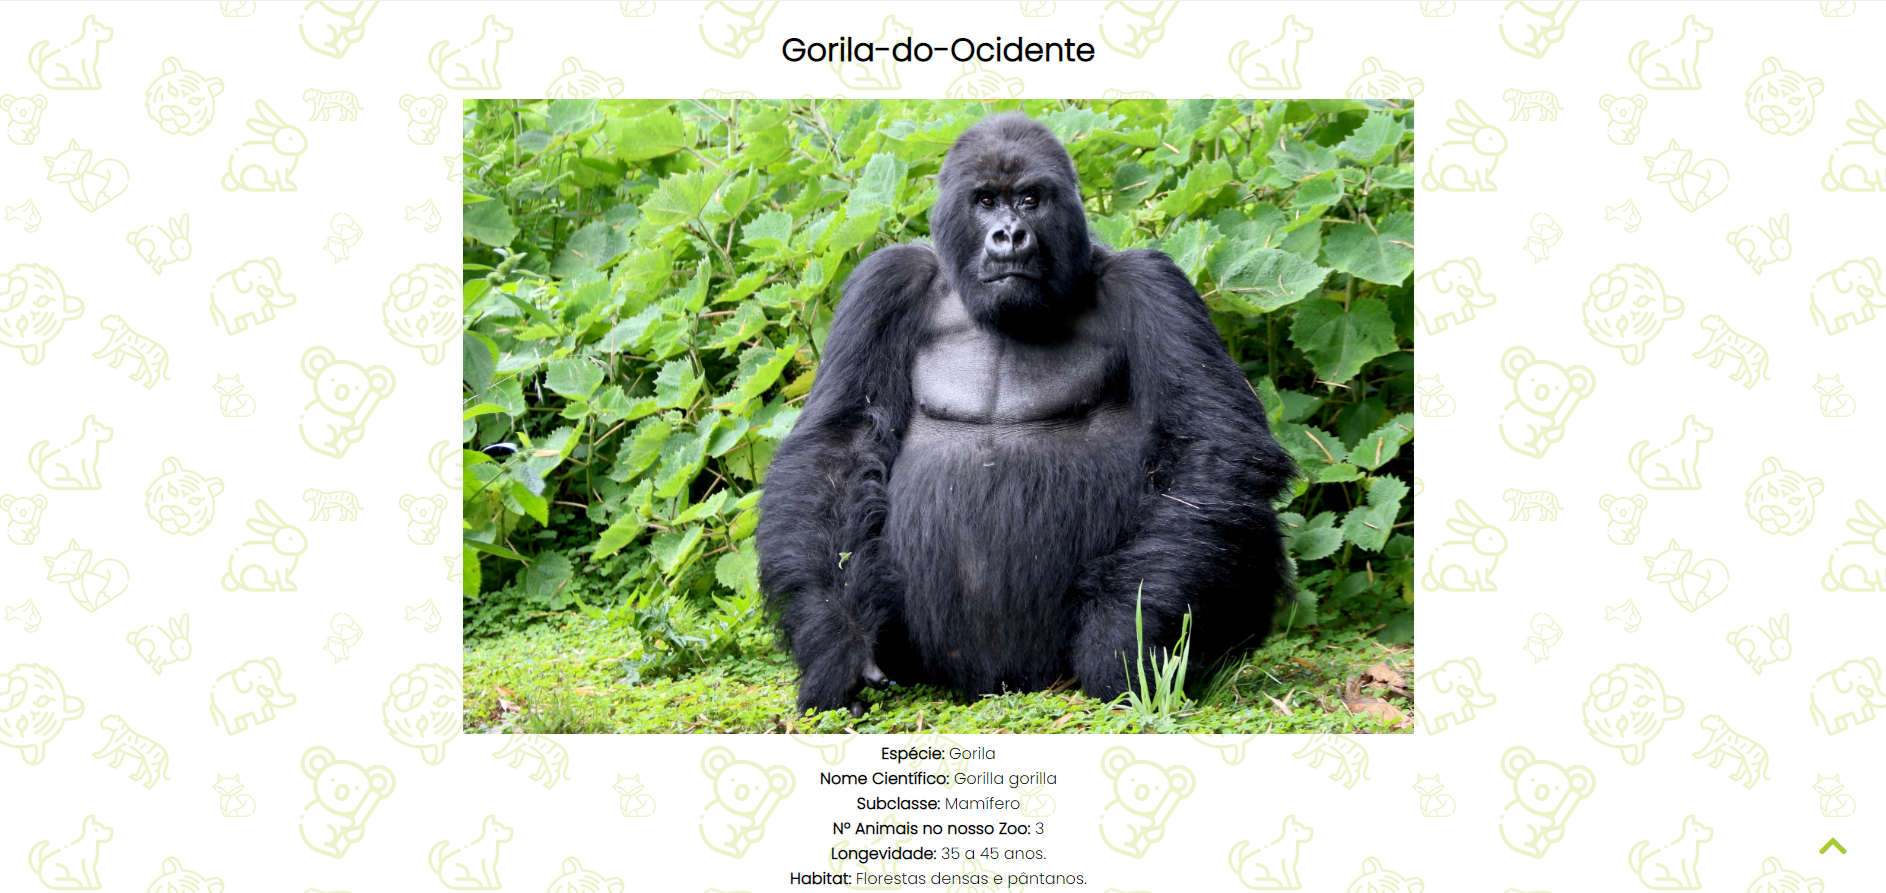 Gorila-do-Ocidente
Espécie: Gorila
Nome Científico: Gorilla gorilla
Subclasse: Mamífero
Nº Animais no nosso Zoo: 3
Longevidade: 35 a 45 anos.
Habitat: Florestas densas e pântanos.